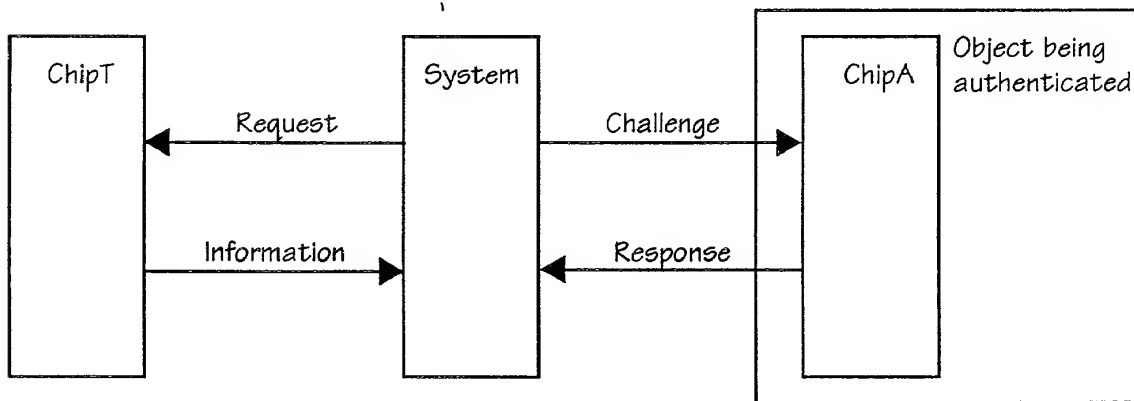 ChipT
System
ChipA
Object being
authenticated
Request
Challenge
Information
Response